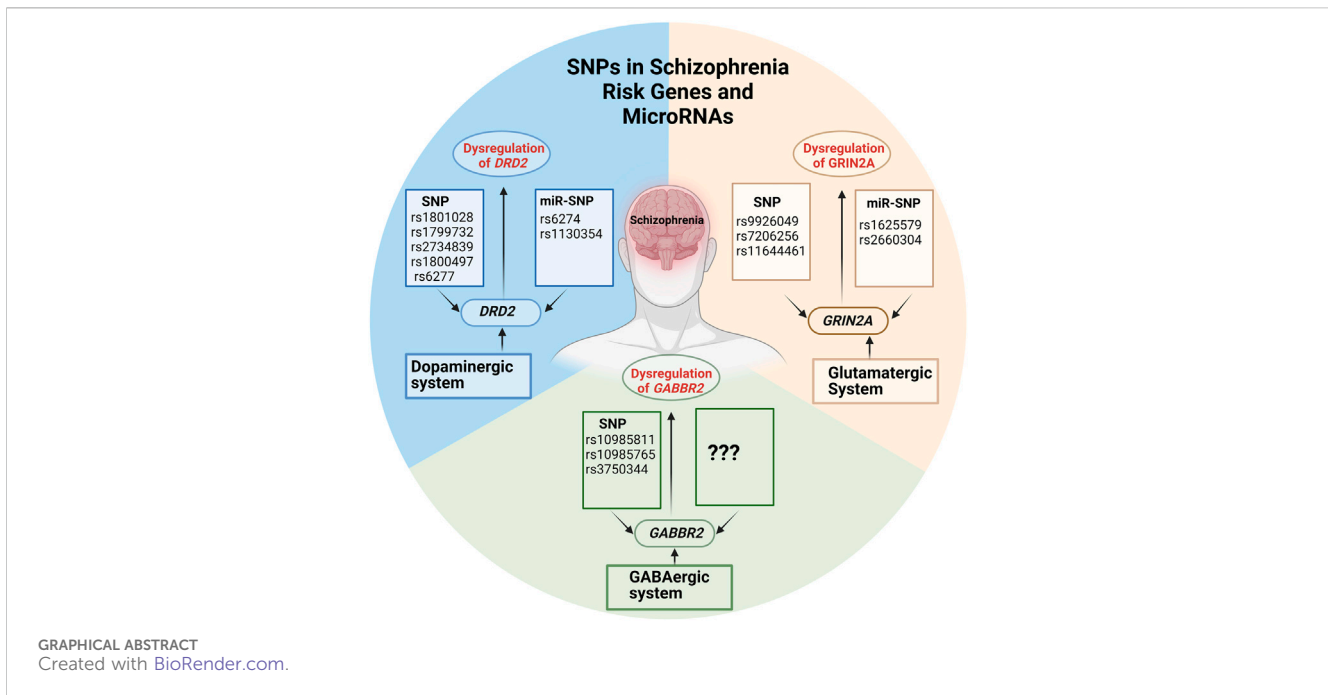 SNPs in Schizophrenia
Risk Genes and
MicroRNAs
Dysregulation
of DRD2
SNP
rs1801028
rs1799732
rs2734839
rs1800497
rs6277
miR-SNP
rs6274
rs1130354
DRD2
Dopaminergic
system
Schizophrenia
Dysregulation
of GRIN2A
SNP
rs9926049
rs7206256
rs11644461
miR-SNP
rs1625579
rs2660304
GRIN2A
Glutamatergic
System
Dysregulation
of GABBR2
SNP
rs10985811
rs10985765
rs3750344
???
GABBR2
GABAergic
system
GRAPHICAL ABSTRACT
Created with BioRender.com.